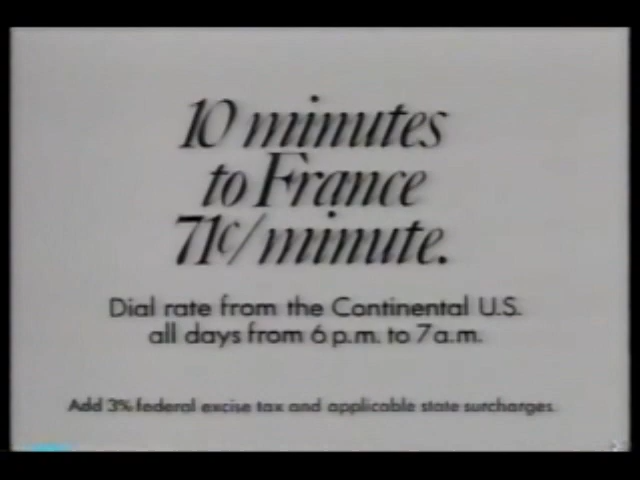 10 minutes
to France
71¢/minute.
Dial rate from the Continental U.S.
all days from 6 p.m. to 7 a.m.
Add 3% federal excise tax and applicable state surcharges.